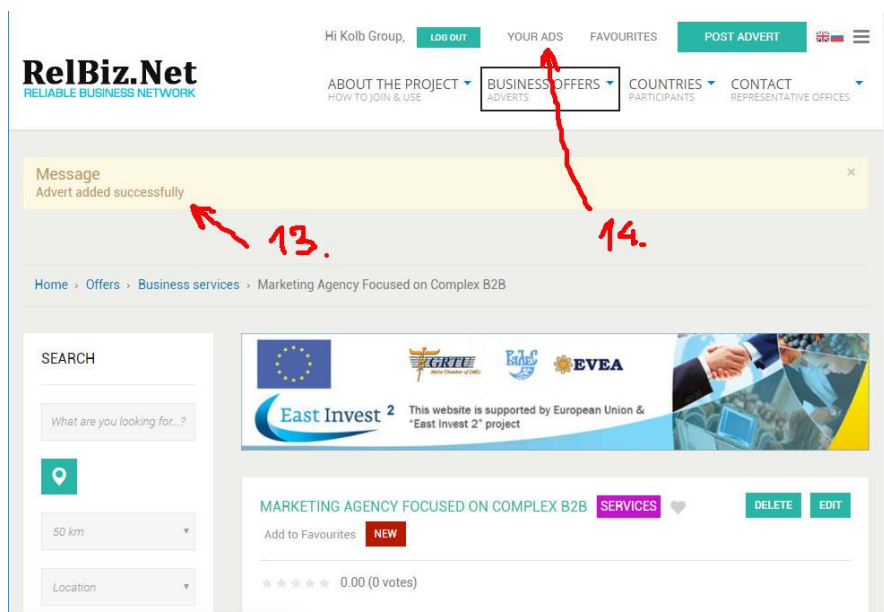 Hi Kolb Group, LOG OUT YOUR ADS FAVOURITES POST ADVERT
RelBiz.Net
RELIABLE BUSINESS NETWORK
ABOUT THE PROJECT BUSINESS OFFERS COUNTRIES CONTACT
HOW TO JOIN & USE ADVERTS PARTICIPANTS REPRESENTATIVE OFFICES
Message ×
Advert added successfully
13. 14.
Home › Offers › Business services › Marketing Agency Focused on Complex B2B
SEARCH
What are you looking for...?
50 km
Location
GRTU
EVEA
East Invest 2
This website is supported by European Union &
"East Invest 2" project
MARKETING AGENCY FOCUSED ON COMPLEX B2B SERVICES DELETE EDIT
Add to Favourites NEW
0.00 (0 votes)